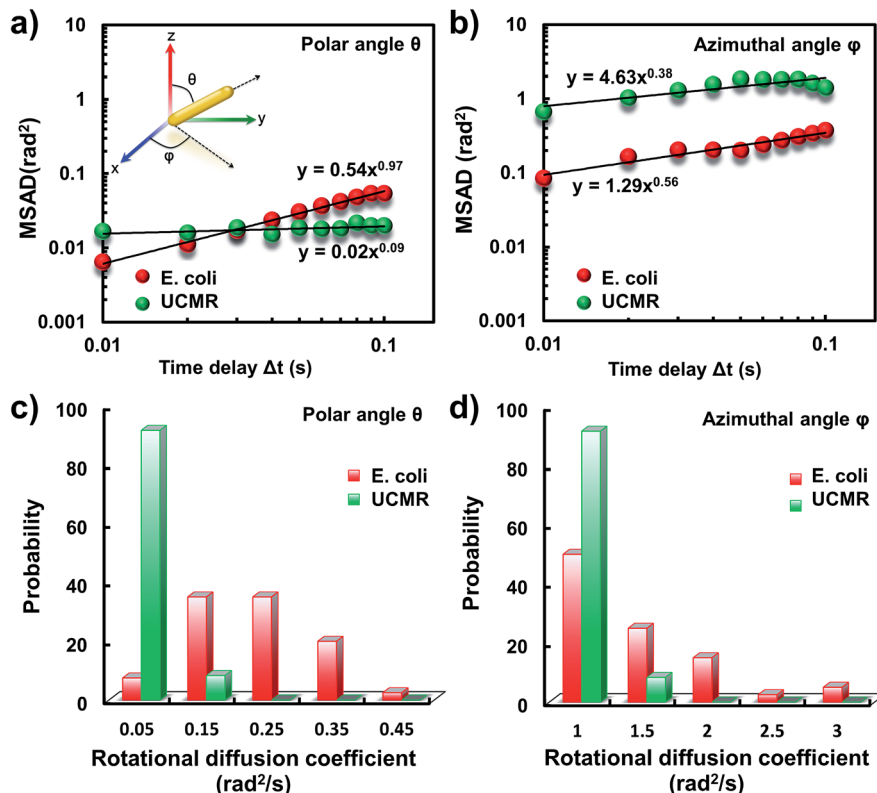 a)
Polar angle θ
MSAD(rad²)
10
1
0.1
0.01
0.001
z
θ
y
x
φ
y = 0.54x^0.97
y = 0.02x^0.09
E. coli
UCMR
0.01
0.1
Time delay Δt (s)
b)
Azimuthal angle φ
MSAD (rad²)
10
1
0.1
0.01
0.001
y = 4.63x^0.38
y = 1.29x^0.56
E. coli
UCMR
0.01
0.1
Time delay Δt (s)
c)
Polar angle θ
Probability
100
80
60
40
20
0
E. coli
UCMR
0.05 0.15 0.25 0.35 0.45
Rotational diffusion coefficient
(rad²/s)
d)
Azimuthal angle φ
Probability
100
80
60
40
20
0
E. coli
UCMR
1 1.5 2 2.5 3
Rotational diffusion coefficient
(rad²/s)